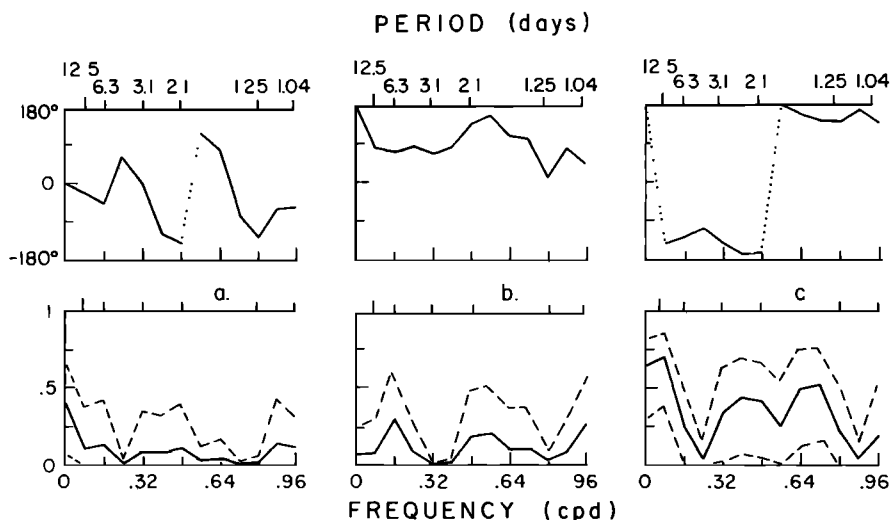 PERIOD (days)
12 5
6.3 3.1 2 1 1 25 1.04
12.5
6.3 3 1 2 1 1.25 1.04
12 5
6 3 3.1 2 1 1.25 1.04
180°
0
-180°
a. b. c
1
.5
0
0 .32 .64 .96 0 .32 .64 .96 0 .32 .64 .96
FREQUENCY (cpd)